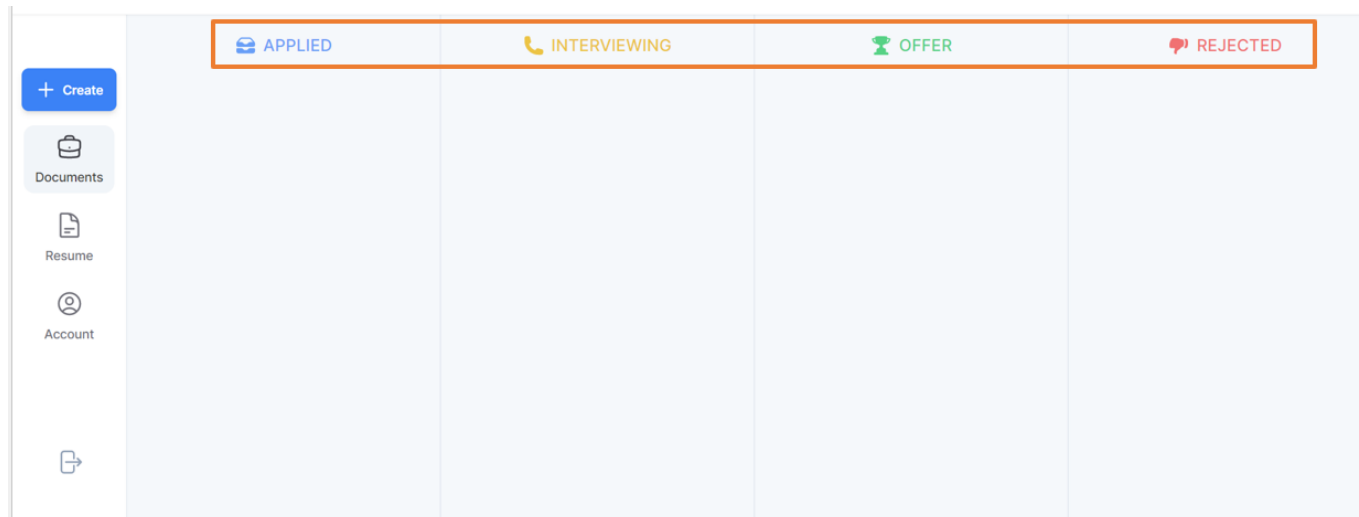 APPLIED
INTERVIEWING
OFFER
REJECTED
Create
Documents
Resume
Account